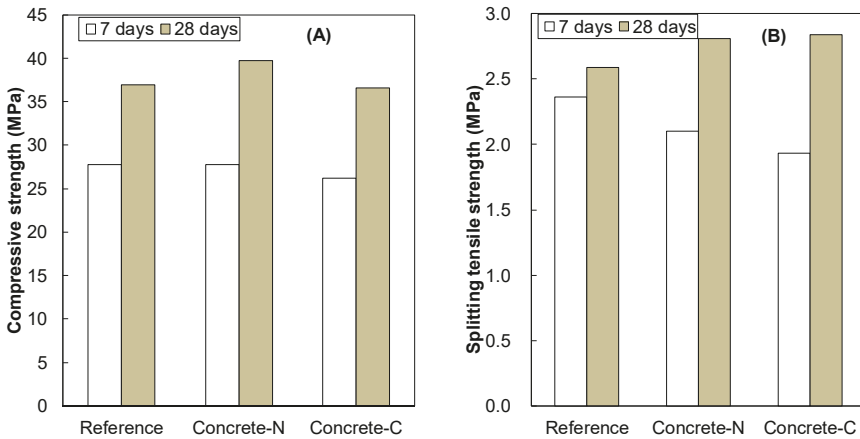 7 days 28 days
(A)
Compressive strength (MPa)
45
40
35
30
25
20
15
10
5
0
Reference Concrete-N Concrete-C
7 days 28 days
(B)
Splitting tensile strength (MPa)
3.0
2.5
2.0
1.5
1.0
0.5
0.0
Reference Concrete-N Concrete-C